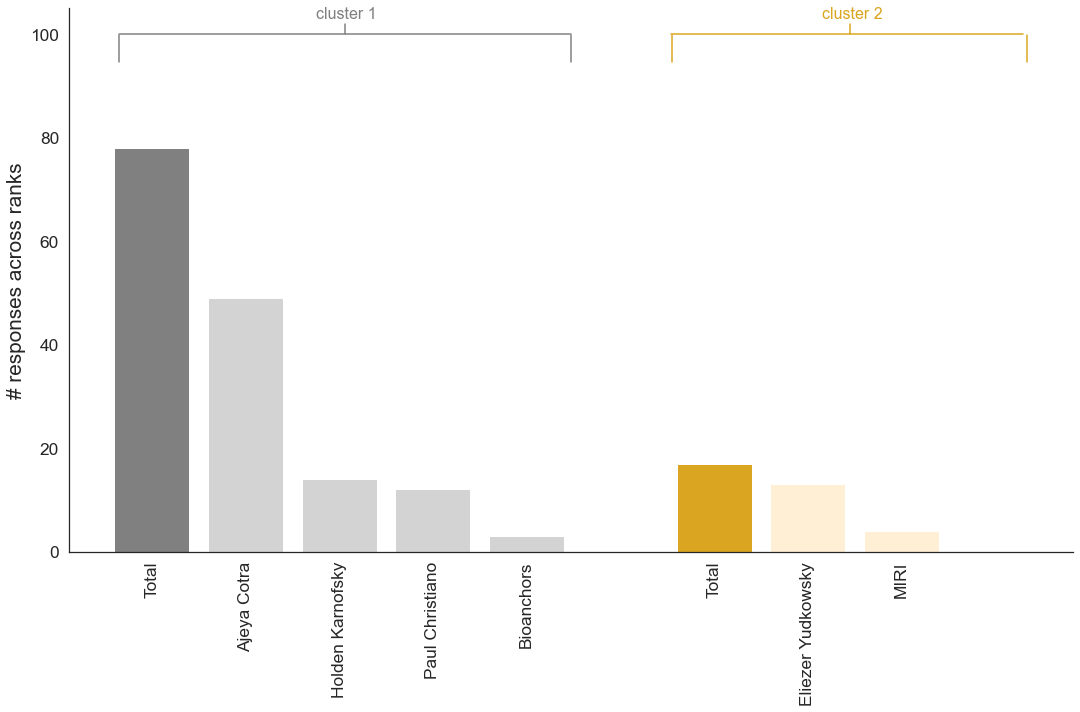 cluster 1
cluster 2
# responses across ranks
100
80
60
40
20
0
Total
Ajeya Cotra
Holden Karnofsky
Paul Christiano
Bioanchors
Total
Eliezer Yudkowsky
MIRI